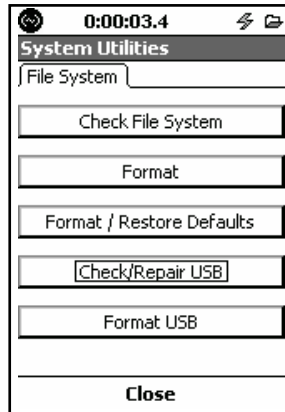 0:00:03.4
System Utilities
File System
Check File System
Format
Format / Restore Defaults
Check/Repair USB
Format USB
Close